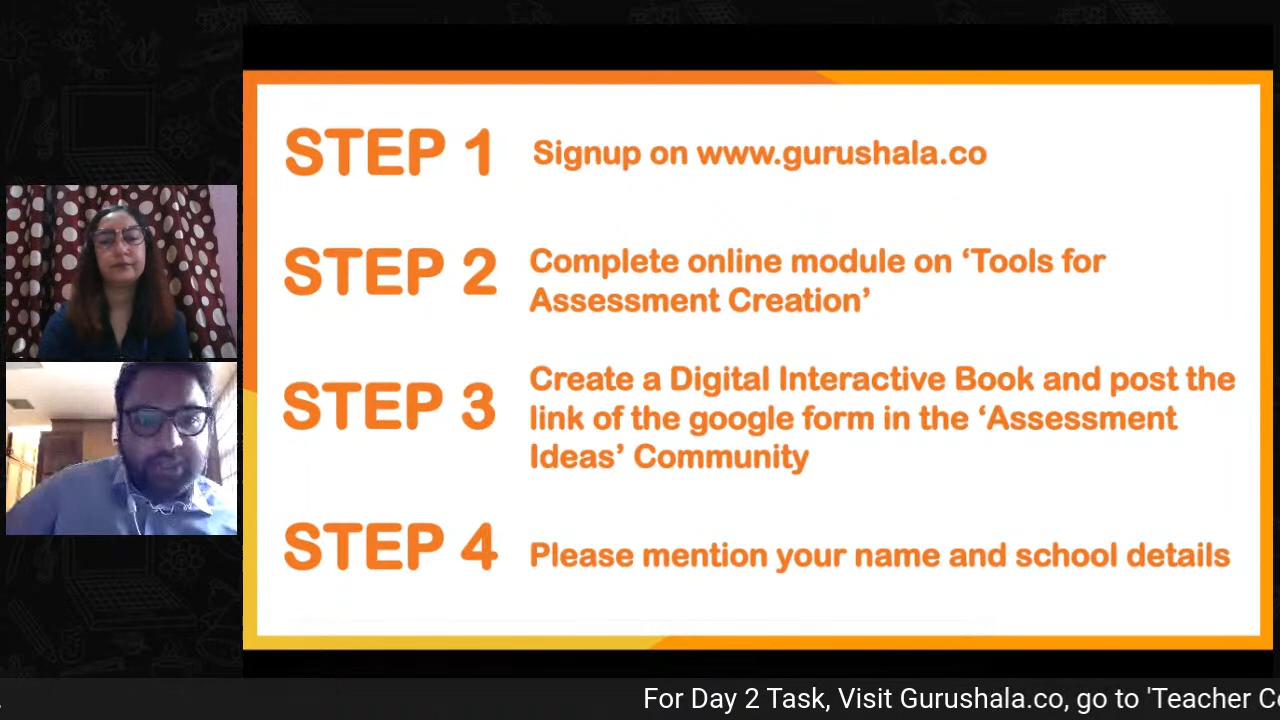 STEP 1
Signup on www.gurushala.co
STEP 2
Complete online module on ‘Tools for
Assessment Creation’
STEP 3
Create a Digital Interactive Book and post the
link of the google form in the ‘Assessment
Ideas’ Community
STEP 4
Please mention your name and school details
For Day 2 Task, Visit Gurushala.co, go to 'Teacher